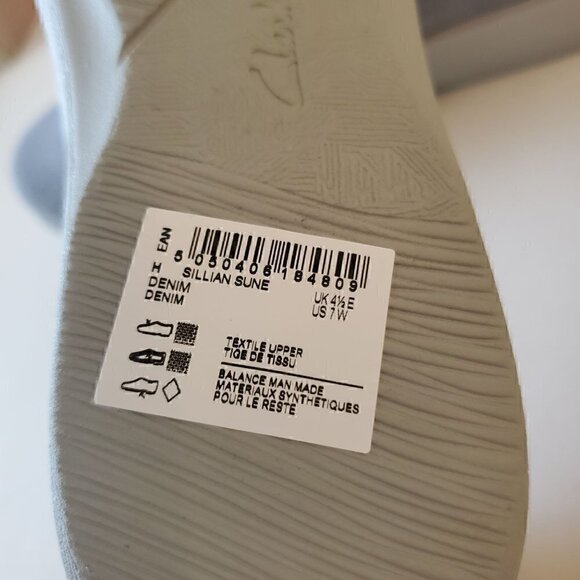 Clarks
EAN
5 050406 184809
H SILLIAN SUNE
DENIM UK 4½ E
DENIM US 7 W
TEXTILE UPPER
TIGE DE TISSU
BALANCE MAN MADE
MATERIAUX SYNTHETIQUES
POUR LE RESTE